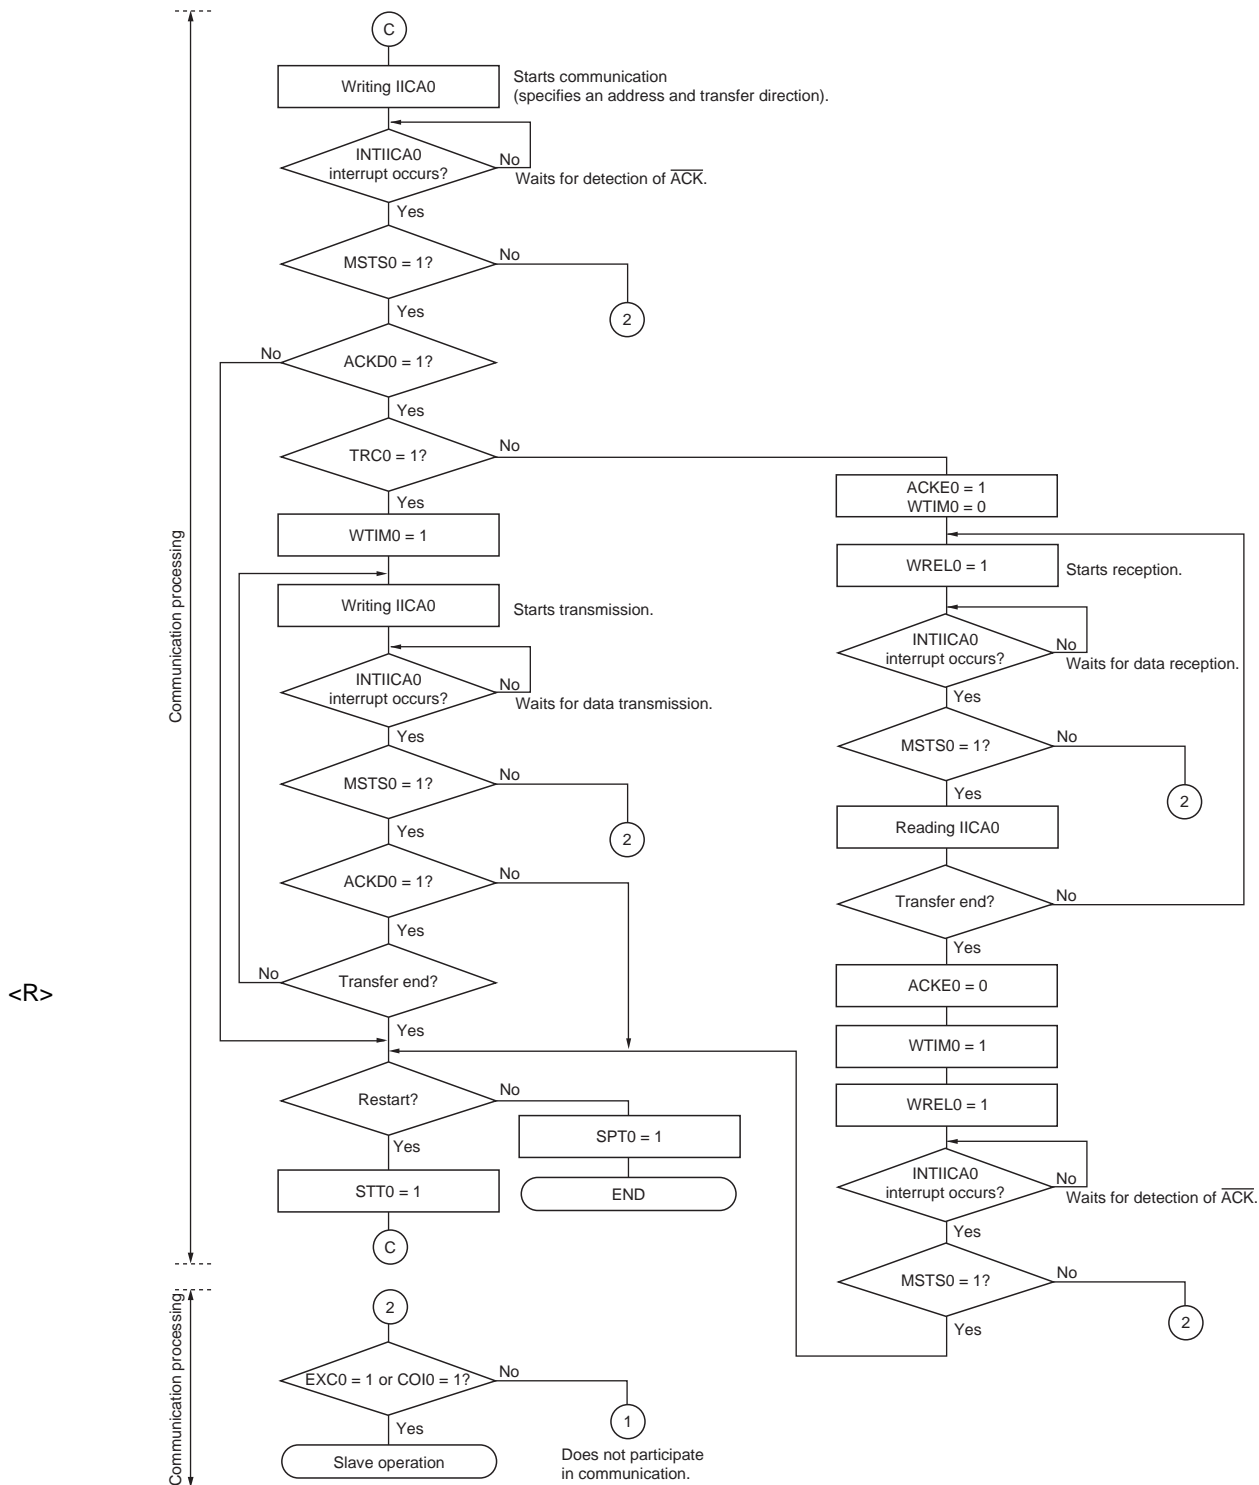 C
Writing IICA0
Starts communication
(specifies an address and transfer direction).
INTIICA0
interrupt occurs?
No
Waits for detection of ACK.
Yes
MSTS0 = 1?
No
2
Yes
ACKD0 = 1?
No
Yes
TRC0 = 1?
No
Yes
WTIM0 = 1
Writing IICA0
Starts transmission.
INTIICA0
interrupt occurs?
No
Waits for data transmission.
Yes
MSTS0 = 1?
No
2
Yes
ACKD0 = 1?
No
Yes
Transfer end?
No
Yes
Restart?
No
SPT0 = 1
END
Yes
STT0 = 1
C
ACKE0 = 1
WTIM0 = 0
WREL0 = 1
Starts reception.
INTIICA0
interrupt occurs?
No
Waits for data reception.
Yes
MSTS0 = 1?
No
2
Yes
Reading IICA0
Transfer end?
No
Yes
ACKE0 = 0
WTIM0 = 1
WREL0 = 1
INTIICA0
interrupt occurs?
No
Waits for detection of ACK.
Yes
MSTS0 = 1?
No
2
Yes
Communication processing
<R>
2
EXC0 = 1 or COI0 = 1?
No
1
Does not participate
in communication.
Yes
Slave operation
Communication processing